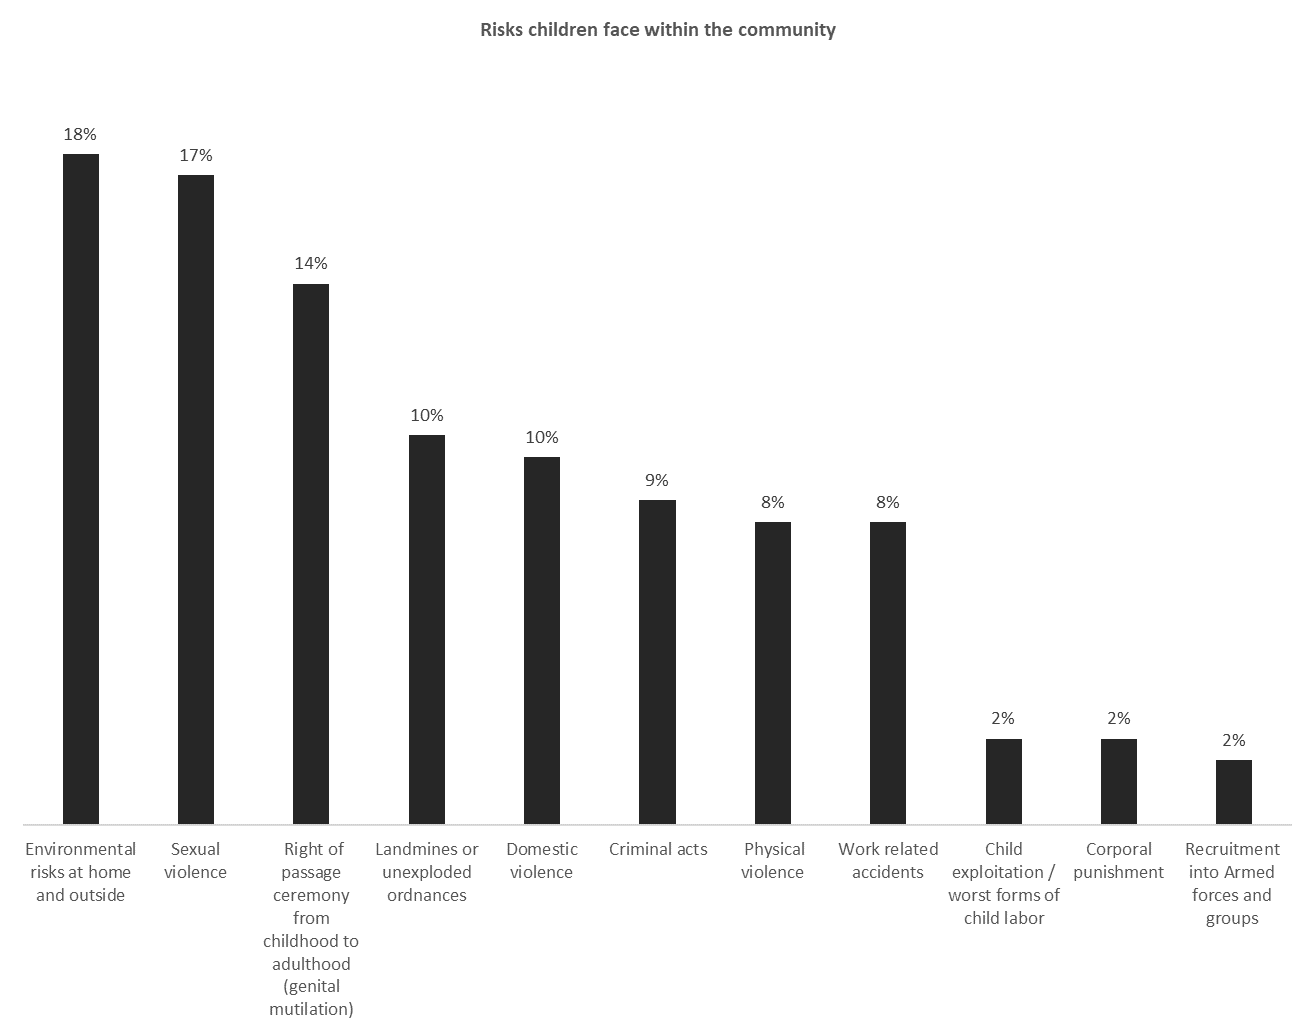 Risks children face within the community
18%
17%
14%
10%
10%
9%
8%
8%
2%
2%
2%
Environmental
risks at home
and outside
Sexual
violence
Right of
passage
ceremony
from
childhood to
adulthood
(genital
mutilation)
Landmines or
unexploded
ordnances
Domestic
violence
Criminal acts
Physical
violence
Work related
accidents
Child
exploitation /
worst forms of
child labor
Corporal
punishment
Recruitment
into Armed
forces and
groups